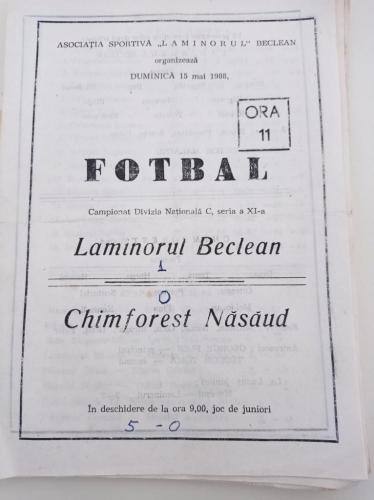 ASOCIAȚIA SPORTIVĂ „LAMINORUL" BECLEAN
organizează
DUMINICĂ 15 mai 1988,
ORA
11
FOTBAL
Campionat Divizia Națională C, seria a XI-a
Laminorul Beclean
1
0
Chimforest Năsăud
În deschidere de la ora 9,00, joc de juniori
5 - 0